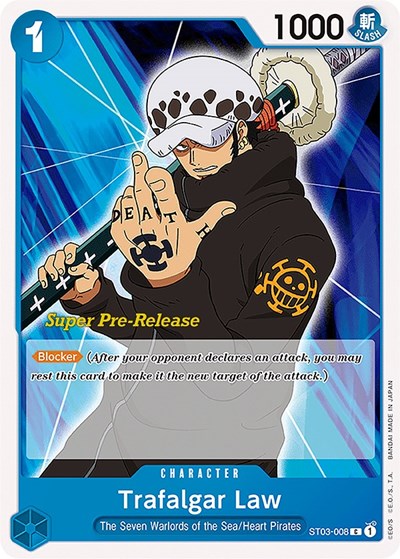 1
1000
斬
SLASH
DEATH
Super Pre-Release
Blocker (After your opponent declares an attack, you may
rest this card to make it the new target of the attack.)
CHARACTER
Trafalgar Law
The Seven Warlords of the Sea/Heart Pirates
ST03-008 C 1
©E.O/S ©E.O./S., T.A. BANDAI MADE IN JAPAN